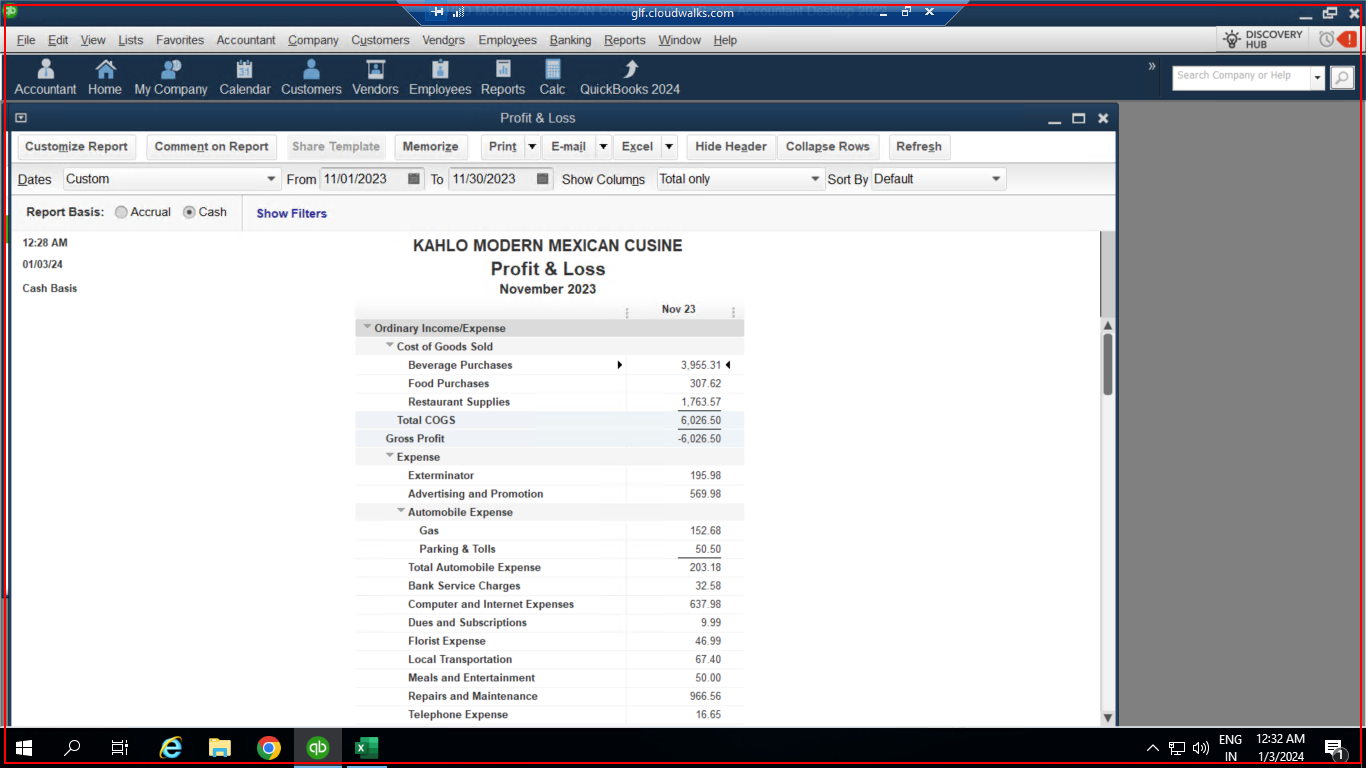 KAHLO MODERN MEXICAN CUS
glf.cloudwalks.com
Accountant Desktop 20
File Edit View Lists Favorites Accountant Company Customers Vendors Employees Banking Reports Window Help
DISCOVERY
HUB
Accountant Home My Company Calendar Customers Vendors Employees Reports Calc QuickBooks 2024
»
Search Company or Help
Profit & Loss
Customize Report Comment on Report Share Template Memorize Print E-mail Excel Hide Header Collapse Rows Refresh
Dates Custom From 11/01/2023 To 11/30/2023 Show Columns Total only Sort By Default
Report Basis: Accrual Cash Show Filters
12:28 AM
01/03/24
Cash Basis
KAHLO MODERN MEXICAN CUSINE
Profit & Loss
November 2023
Nov 23
Ordinary Income/Expense
Cost of Goods Sold
Beverage Purchases 3,955.31
Food Purchases 307.62
Restaurant Supplies 1,763.57
Total COGS 6,026.50
Gross Profit -6,026.50
Expense
Exterminator 195.98
Advertising and Promotion 569.98
Automobile Expense
Gas 152.68
Parking & Tolls 50.50
Total Automobile Expense 203.18
Bank Service Charges 32.58
Computer and Internet Expenses 637.98
Dues and Subscriptions 9.99
Florist Expense 46.99
Local Transportation 67.40
Meals and Entertainment 50.00
Repairs and Maintenance 966.56
Telephone Expense 16.65
ENG
IN
12:32 AM
1/3/2024
1